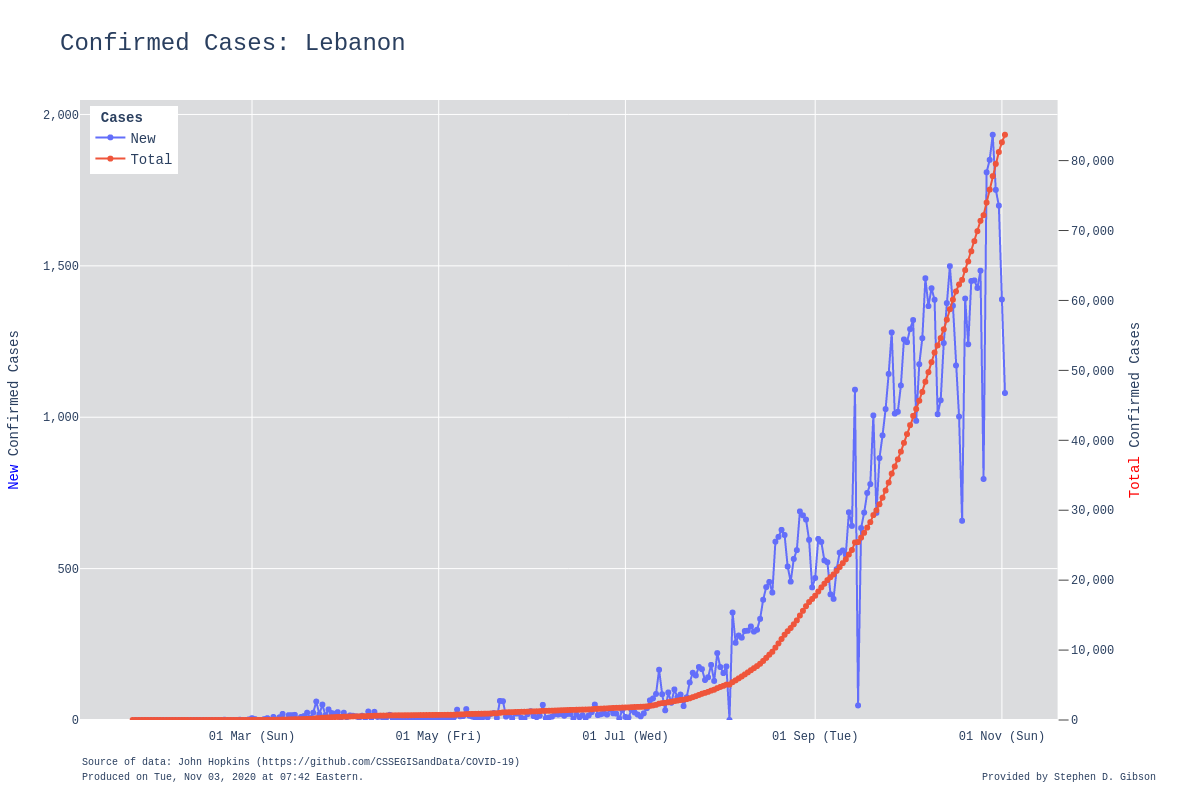 Confirmed Cases: Lebanon
Cases
New
Total
2,000
1,500
1,000
500
0
80,000
70,000
60,000
50,000
40,000
30,000
20,000
10,000
0
New Confirmed Cases
Total Confirmed Cases
01 Mar (Sun)
01 May (Fri)
01 Jul (Wed)
01 Sep (Tue)
01 Nov (Sun)
Source of data: John Hopkins (https://github.com/CSSEGISandData/COVID-19)
Produced on Tue, Nov 03, 2020 at 07:42 Eastern.
Provided by Stephen D. Gibson